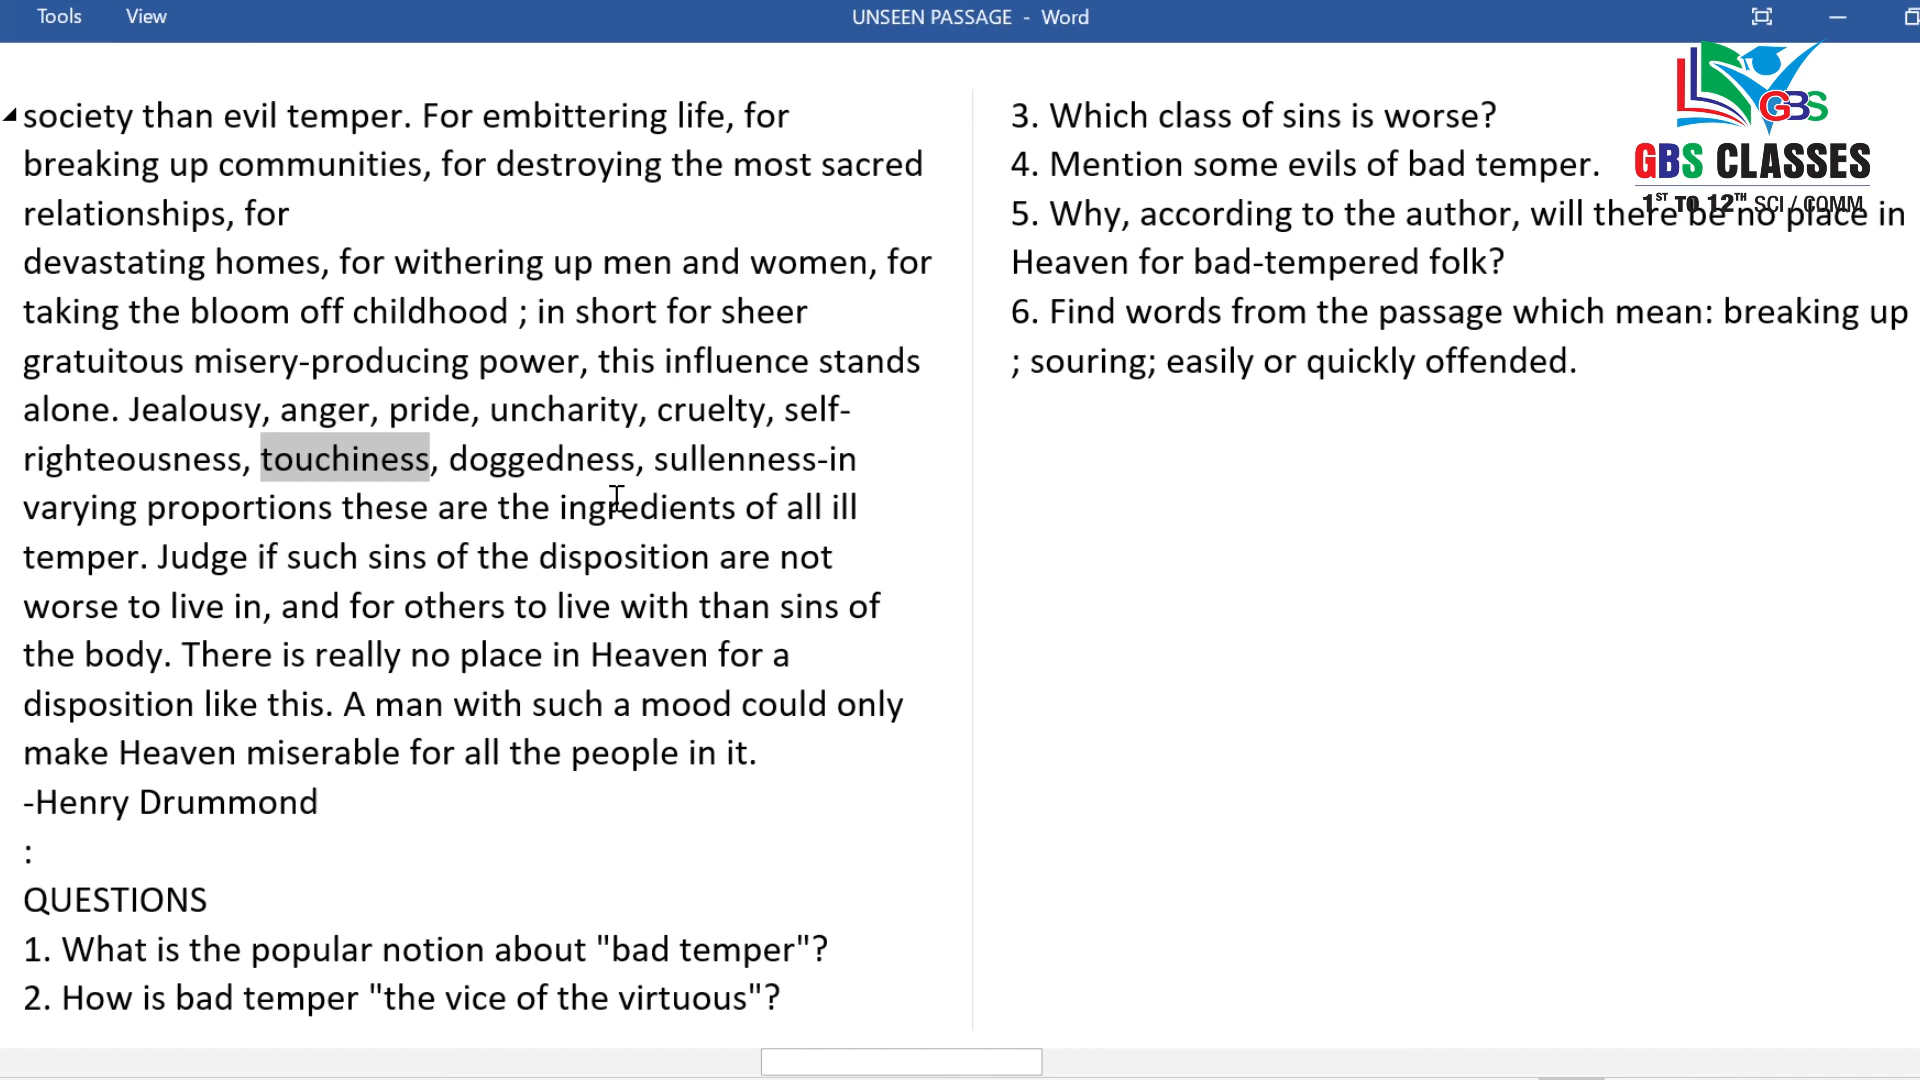 Tools View UNSEEN PASSAGE - Word
society than evil temper. For embittering life, for
breaking up communities, for destroying the most sacred
relationships, for
devastating homes, for withering up men and women, for
taking the bloom off childhood ; in short for sheer
gratuitous misery-producing power, this influence stands
alone. Jealousy, anger, pride, uncharity, cruelty, self-
righteousness, touchiness, doggedness, sullenness-in
varying proportions these are the ingredients of all ill
temper. Judge if such sins of the disposition are not
worse to live in, and for others to live with than sins of
the body. There is really no place in Heaven for a
disposition like this. A man with such a mood could only
make Heaven miserable for all the people in it.
-Henry Drummond
:
QUESTIONS
1. What is the popular notion about "bad temper"?
2. How is bad temper "the vice of the virtuous"?
3. Which class of sins is worse?
4. Mention some evils of bad temper.
5. Why, according to the author, will there be no place in
Heaven for bad-tempered folk?
6. Find words from the passage which mean: breaking up
; souring; easily or quickly offended.
GBS
GBS CLASSES
1ST TO 12TH SCI / COMM